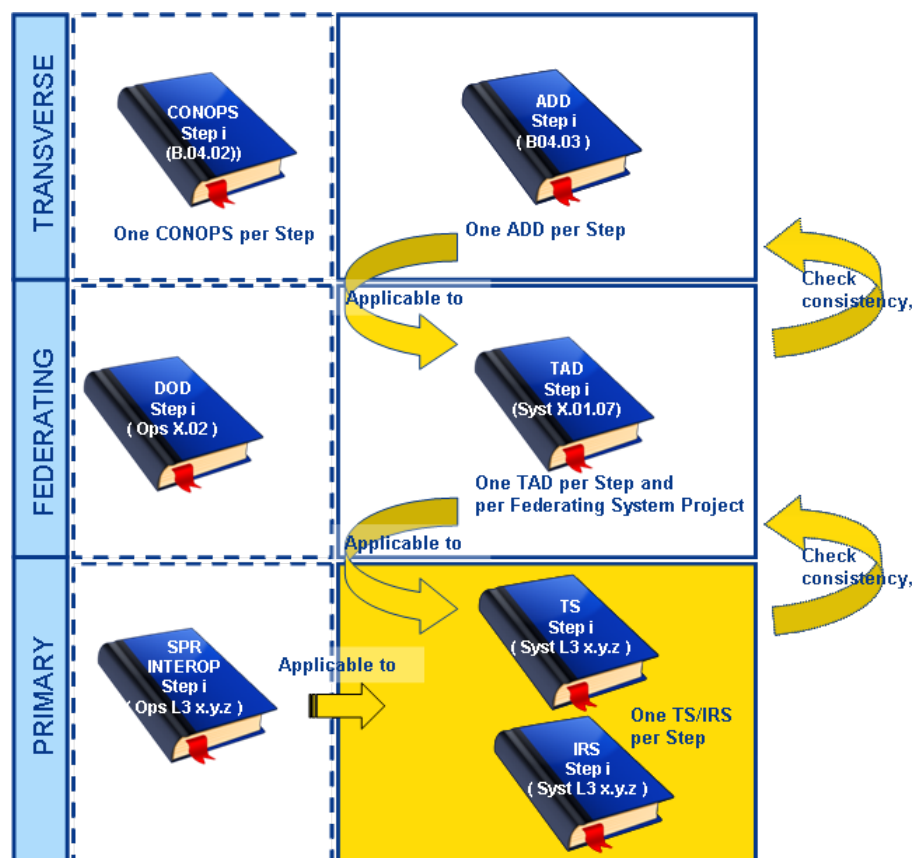 TRANSVERSE
CONOPS
Step i
(B.04.02))
One CONOPS per Step
ADD
Step i
( B04.03 )
One ADD per Step
Applicable to
Check
consistency,
FEDERATING
DOD
Step i
( Ops X.02 )
TAD
Step i
(Syst X.01.07)
One TAD per Step and
per Federating System Project
Applicable to
Check
consistency,
PRIMARY
SPR
INTEROP
Step i
( Ops L3 x.y.z )
Applicable to
TS
Step i
( Syst L3 x.y.z )
One TS/IRS
per Step
IRS
Step i
( Syst L3 x.y.z )